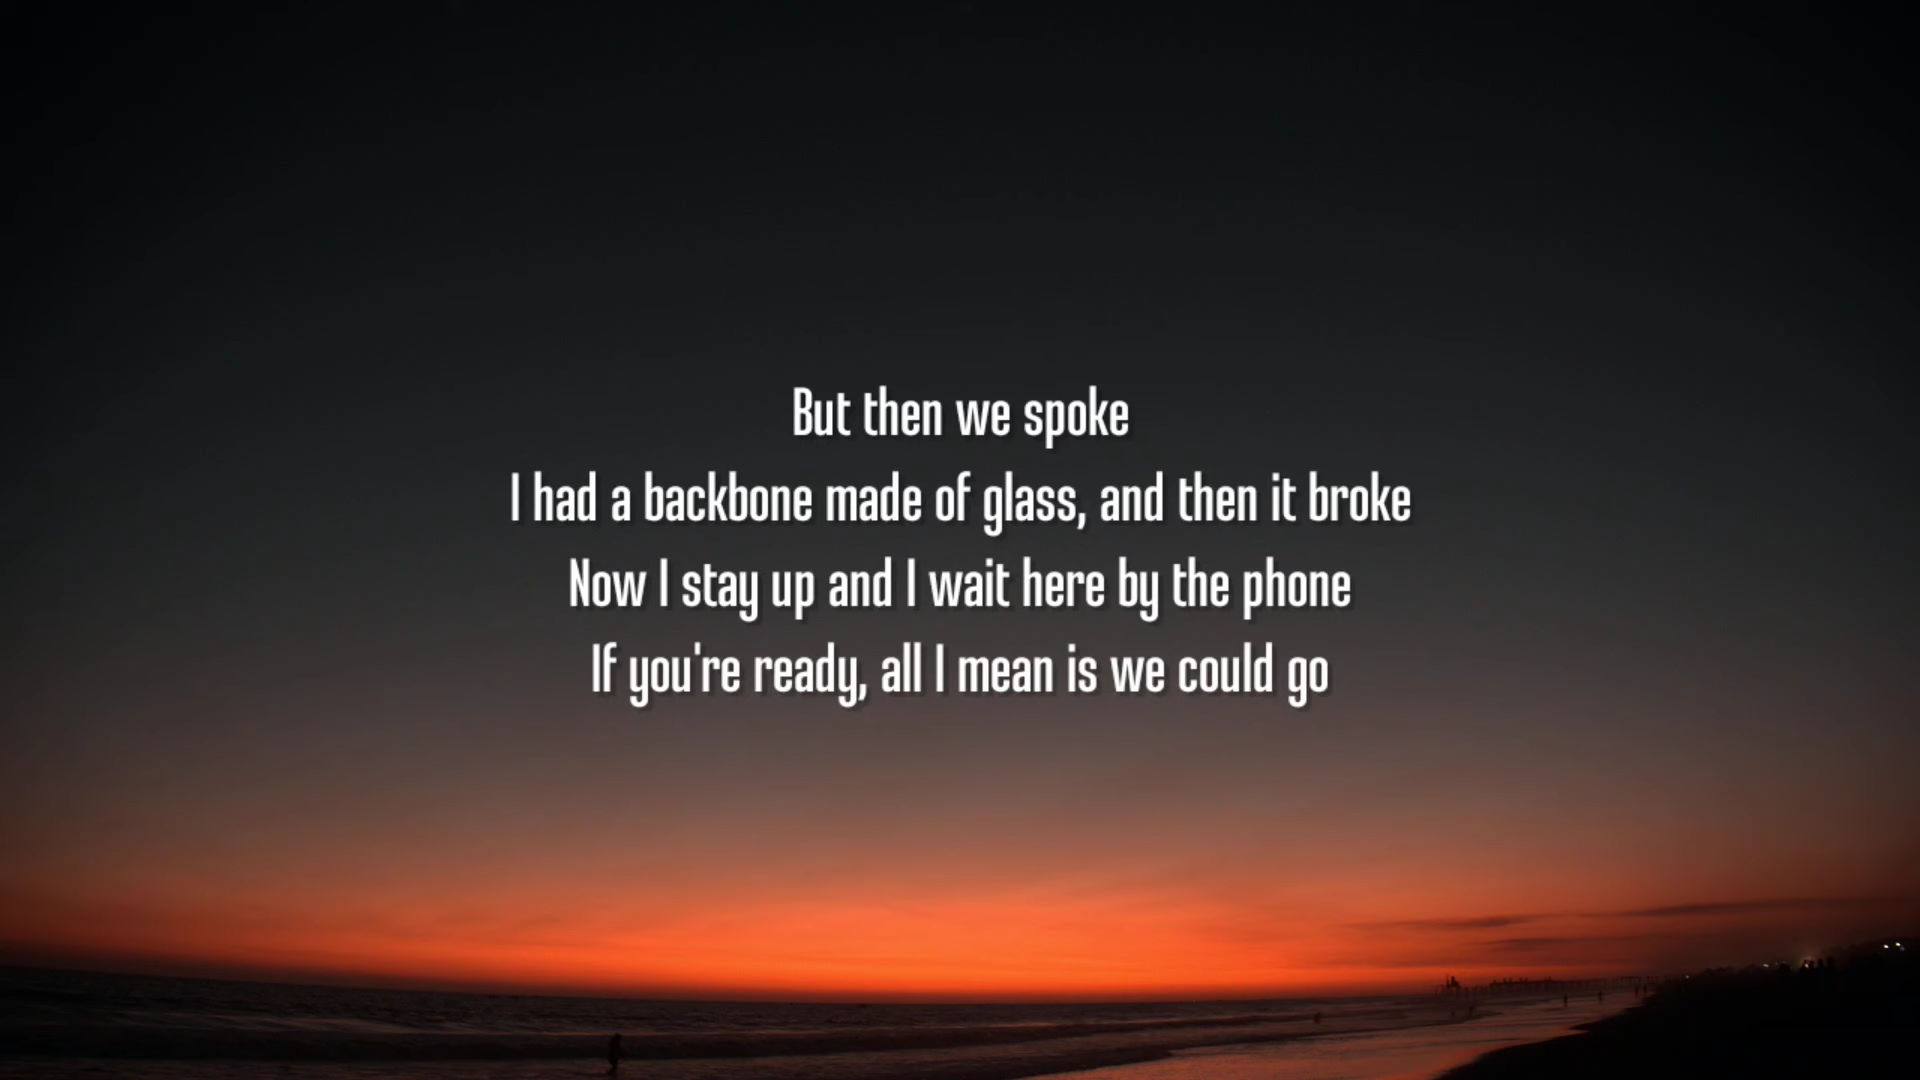 But then we spoke
I had a backbone made of glass, and then it broke
Now I stay up and I wait here by the phone
If you're ready, all I mean is we could go